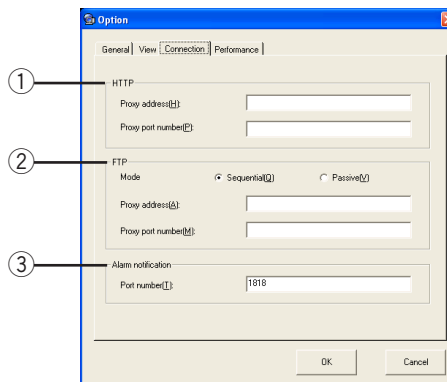 Option
General View Connection Performance
① HTTP
Proxy address(H):
Proxy port number(P):
② FTP
Mode Sequential(Q) Passive(V)
Proxy address(A):
Proxy port number(M):
③ Alarm notification
Port number(T): 1818
OK Cancel